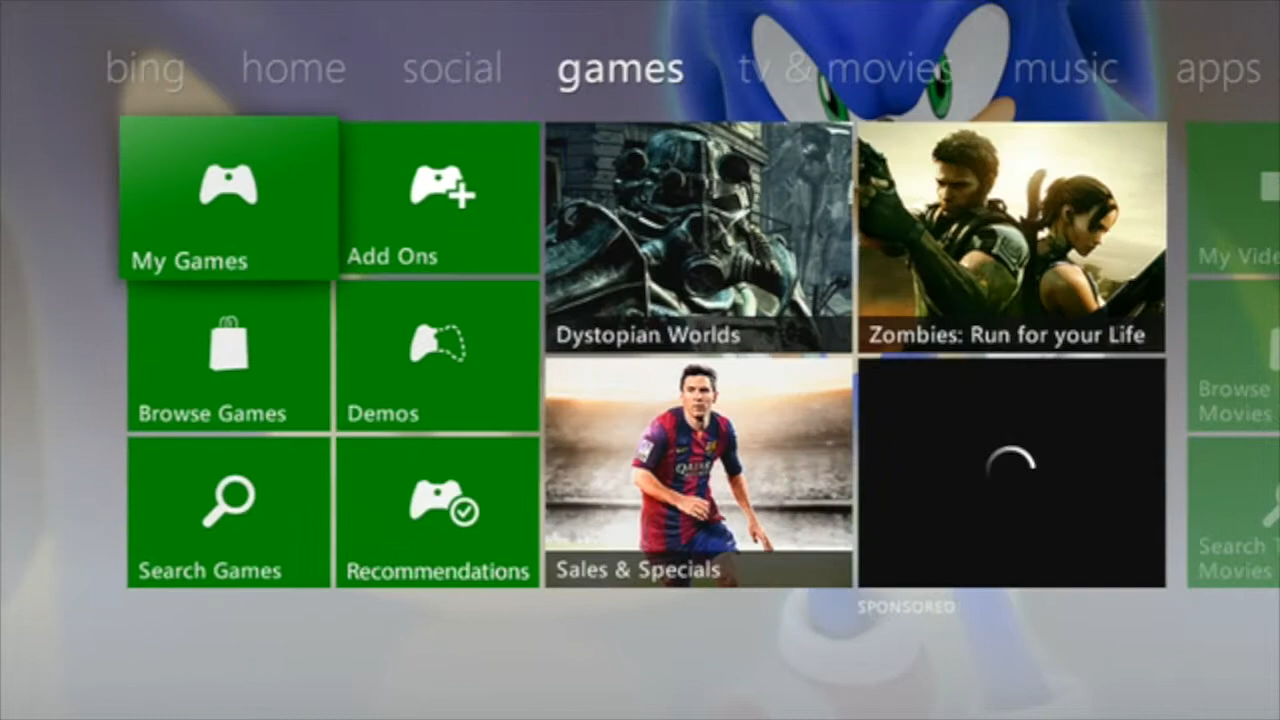 bing home social games tv & movies music apps
My Games
Add Ons
Dystopian Worlds
Zombies: Run for your Life
Browse Games
Demos
Search Games
Recommendations
Sales & Specials
QATAR
SPONSORED
My Vide
Browse
Movies
Search T
Movies